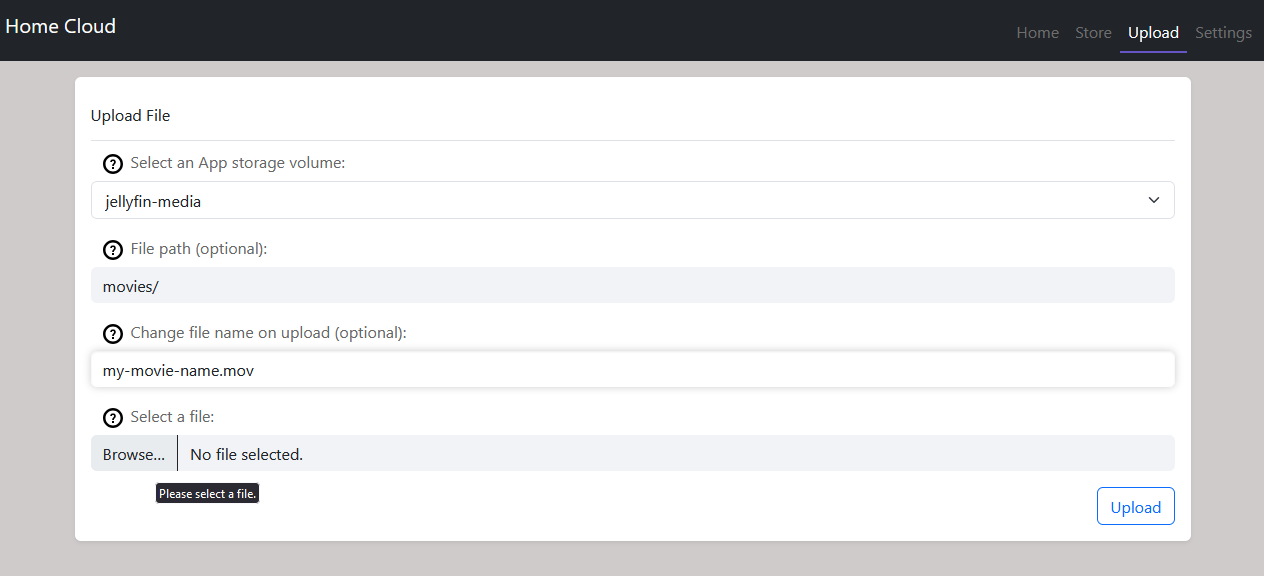 Home Cloud
Home Store Upload Settings
Upload File
Select an App storage volume:
jellyfin-media
File path (optional):
movies/
Change file name on upload (optional):
my-movie-name.mov
Select a file:
Browse... No file selected.
Please select a file.
Upload